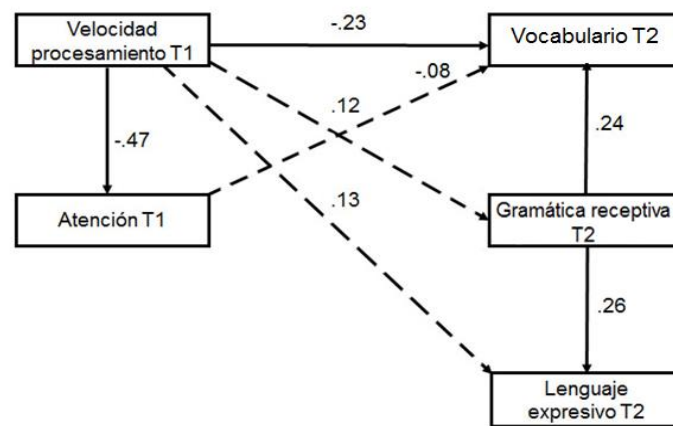 Velocidad
procesamiento T1
-.23
Vocabulario T2
-.08
.12
-.47
.24
.13
Atención T1
Gramática receptiva
T2
.26
Lenguaje
expresivo T2